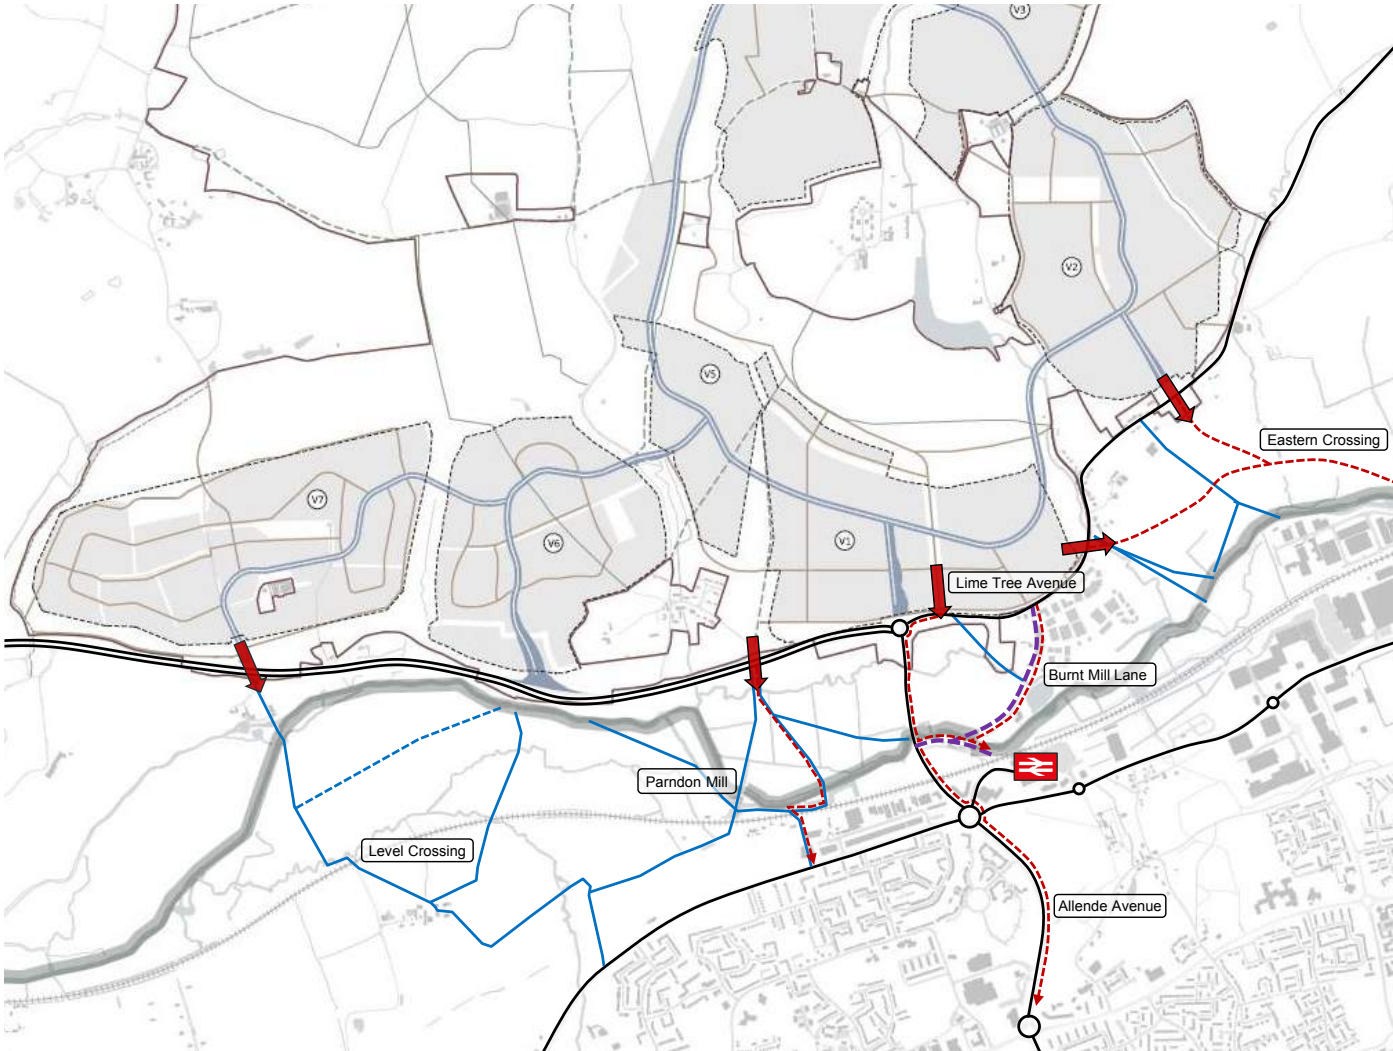 V3
V2
V5
Eastern Crossing
V7
V6
V1
Lime Tree Avenue
Burnt Mill Lane
Parndon Mill
Level Crossing
Allende Avenue